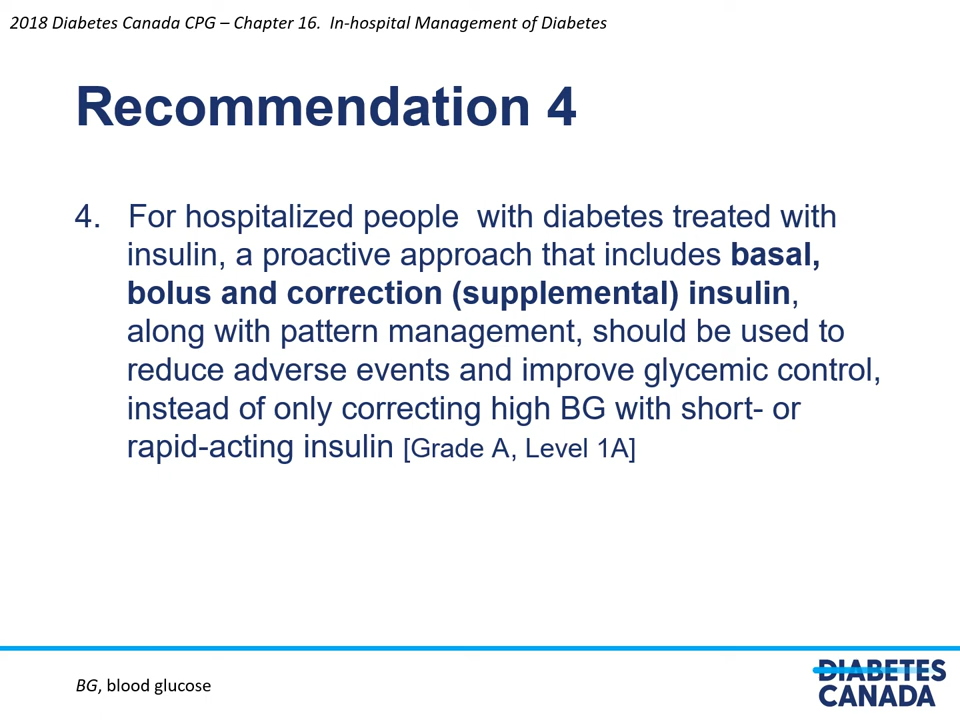 2018 Diabetes Canada CPG – Chapter 16.  In-hospital Management of Diabetes
Recommendation 4
4. For hospitalized people  with diabetes treated with
insulin, a proactive approach that includes basal,
bolus and correction (supplemental) insulin,
along with pattern management, should be used to
reduce adverse events and improve glycemic control,
instead of only correcting high BG with short- or
rapid-acting insulin [Grade A, Level 1A]
BG, blood glucose
DIABETES
CANADA